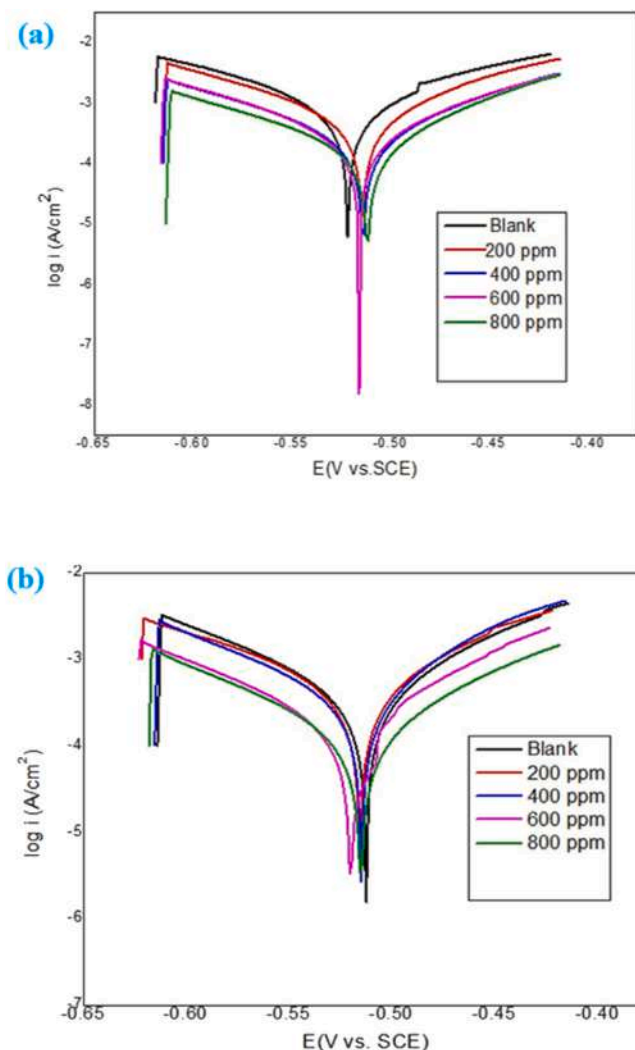 (a)
-2
-3
-4
-5
-6
-7
-8
log i (A/cm²)
Blank
200 ppm
400 ppm
600 ppm
800 ppm
-0.65
-0.60
-0.55
-0.50
-0.45
-0.40
E(V vs.SCE)
(b)
-2
-3
-4
-5
-6
-7
log i (A/cm²)
Blank
200 ppm
400 ppm
600 ppm
800 ppm
-0.65
-0.60
-0.55
-0.50
-0.45
-0.40
E(V vs. SCE)